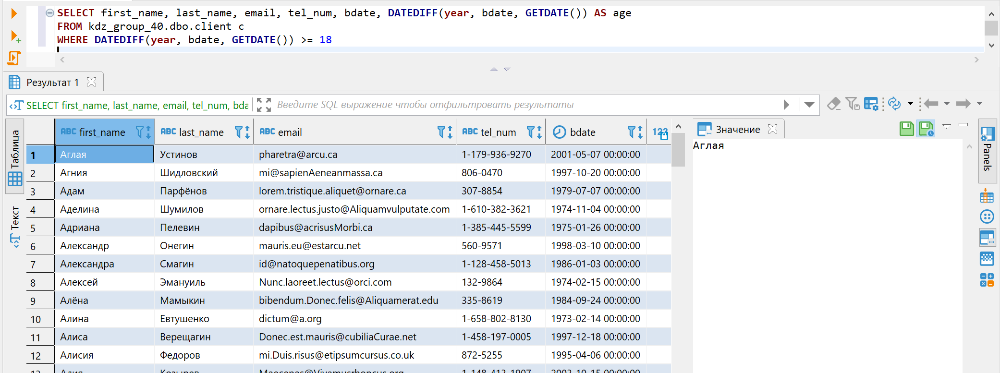 SELECT first_name, last_name, email, tel_num, bdate, DATEDIFF(year, bdate, GETDATE()) AS age
FROM kdz_group_40.dbo.client c
WHERE DATEDIFF(year, bdate, GETDATE()) >= 18
Результат 1
SELECT first_name, last_name, email, tel_num, bda
Введите SQL выражение чтобы отфильтровать результаты
Таблица
Текст
ABC first_name ABC last_name ABC email ABC tel_num bdate 123
1 Аглая Устинов pharetra@arcu.ca 1-179-936-9270 2001-05-07 00:00:00
2 Агния Шидловский mi@sapienAeneanmassa.ca 806-0470 1997-10-20 00:00:00
3 Адам Парфёнов lorem.tristique.aliquet@ornare.ca 307-8854 1979-07-07 00:00:00
4 Аделина Шумилов ornare.lectus.justo@Aliquamvulputate.com 1-610-382-3621 1974-11-04 00:00:00
5 Адриана Пелевин dapibus@acrisusMorbi.ca 1-385-445-5599 1975-01-26 00:00:00
6 Александр Онегин mauris.eu@estarcu.net 560-9571 1998-03-10 00:00:00
7 Александра Смагин id@natoquepenatibus.org 1-128-458-5013 1986-01-03 00:00:00
8 Алексей Эмануиль Nunc.laoreet.lectus@orci.com 132-9864 1974-02-15 00:00:00
9 Алёна Мамыкин bibendum.Donec.felis@Aliquamerat.edu 335-8619 1984-09-24 00:00:00
10 Алина Евтушенко dictum@a.org 1-658-802-8130 1973-02-14 00:00:00
11 Алиса Верещагин Donec.est.mauris@cubiliaCurae.net 1-458-197-0005 1997-12-18 00:00:00
12 Алисия Федоров mi.Duis.risus@etipsumcursus.co.uk 872-5255 1995-04-06 00:00:00
Значение
Аглая
Panels